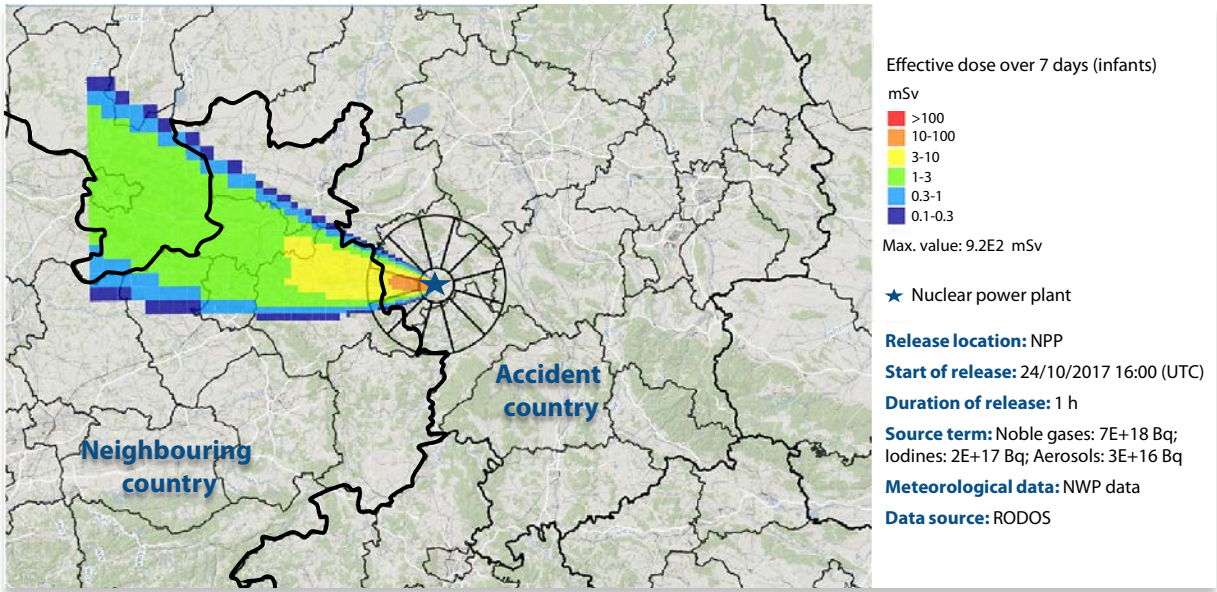 Effective dose over 7 days (infants)
mSv
>100
10-100
3-10
1-3
0.3-1
0.1-0.3
Max. value: 9.2E2 mSv
Nuclear power plant
Release location: NPP
Start of release: 24/10/2017 16:00 (UTC)
Duration of release: 1 h
Source term: Noble gases: 7E+18 Bq;
Iodines: 2E+17 Bq; Aerosols: 3E+16 Bq
Meteorological data: NWP data
Data source: RODOS
Accident
country
Neighbouring
country